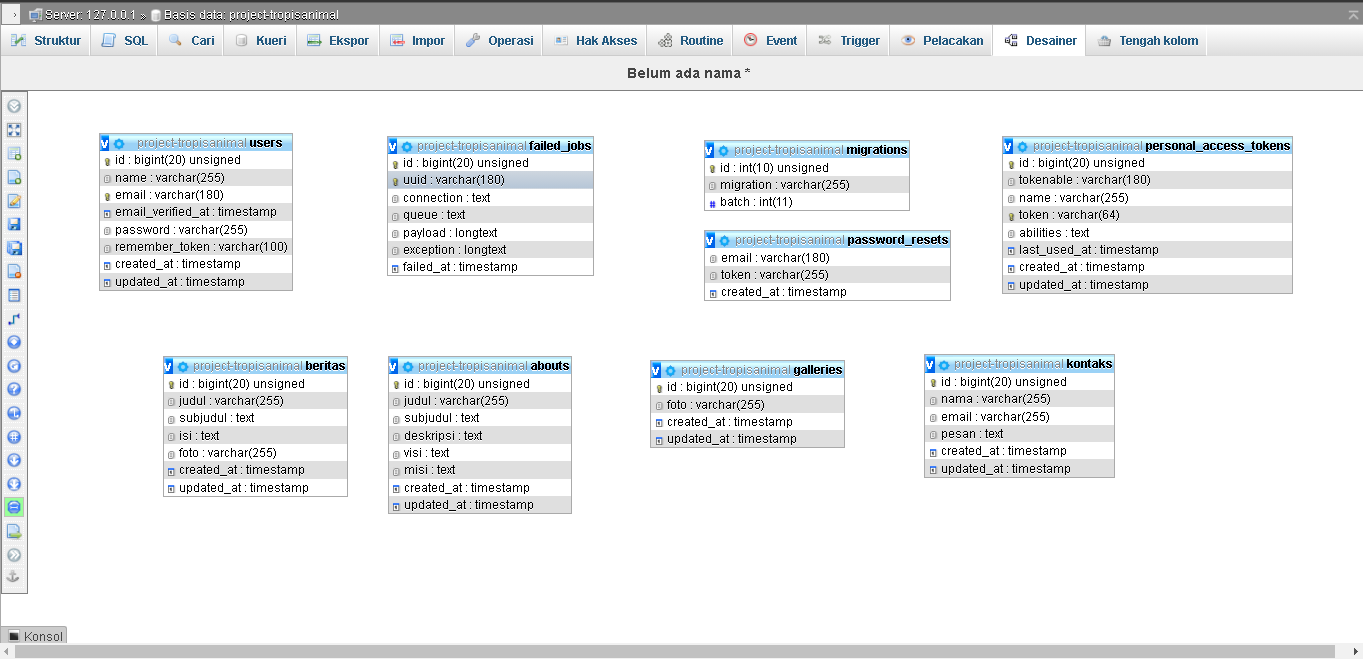 Server: 127.0.0.1 » Basis data: project-tropisanimal
Struktur SQL Cari Kueri Ekspor Impor Operasi Hak Akses Routine Event Trigger Pelacakan Desainer Tengah kolom
Belum ada nama *
project-tropisanimal users
id : bigint(20) unsigned
name : varchar(255)
email : varchar(180)
email_verified_at : timestamp
password : varchar(255)
remember_token : varchar(100)
created_at : timestamp
updated_at : timestamp
project-tropisanimal failed_jobs
id : bigint(20) unsigned
uuid : varchar(180)
connection : text
queue : text
payload : longtext
exception : longtext
failed_at : timestamp
project-tropisanimal migrations
id : int(10) unsigned
migration : varchar(255)
batch : int(11)
project-tropisanimal password_resets
email : varchar(180)
token : varchar(255)
created_at : timestamp
project-tropisanimal personal_access_tokens
id : bigint(20) unsigned
tokenable : varchar(180)
name : varchar(255)
token : varchar(64)
abilities : text
last_used_at : timestamp
created_at : timestamp
updated_at : timestamp
project-tropisanimal beritas
id : bigint(20) unsigned
judul : varchar(255)
subjudul : text
isi : text
foto : varchar(255)
created_at : timestamp
updated_at : timestamp
project-tropisanimal abouts
id : bigint(20) unsigned
judul : varchar(255)
subjudul : text
deskripsi : text
visi : text
misi : text
created_at : timestamp
updated_at : timestamp
project-tropisanimal galleries
id : bigint(20) unsigned
foto : varchar(255)
created_at : timestamp
updated_at : timestamp
project-tropisanimal kontaks
id : bigint(20) unsigned
nama : varchar(255)
email : varchar(255)
pesan : text
created_at : timestamp
updated_at : timestamp
Konsol